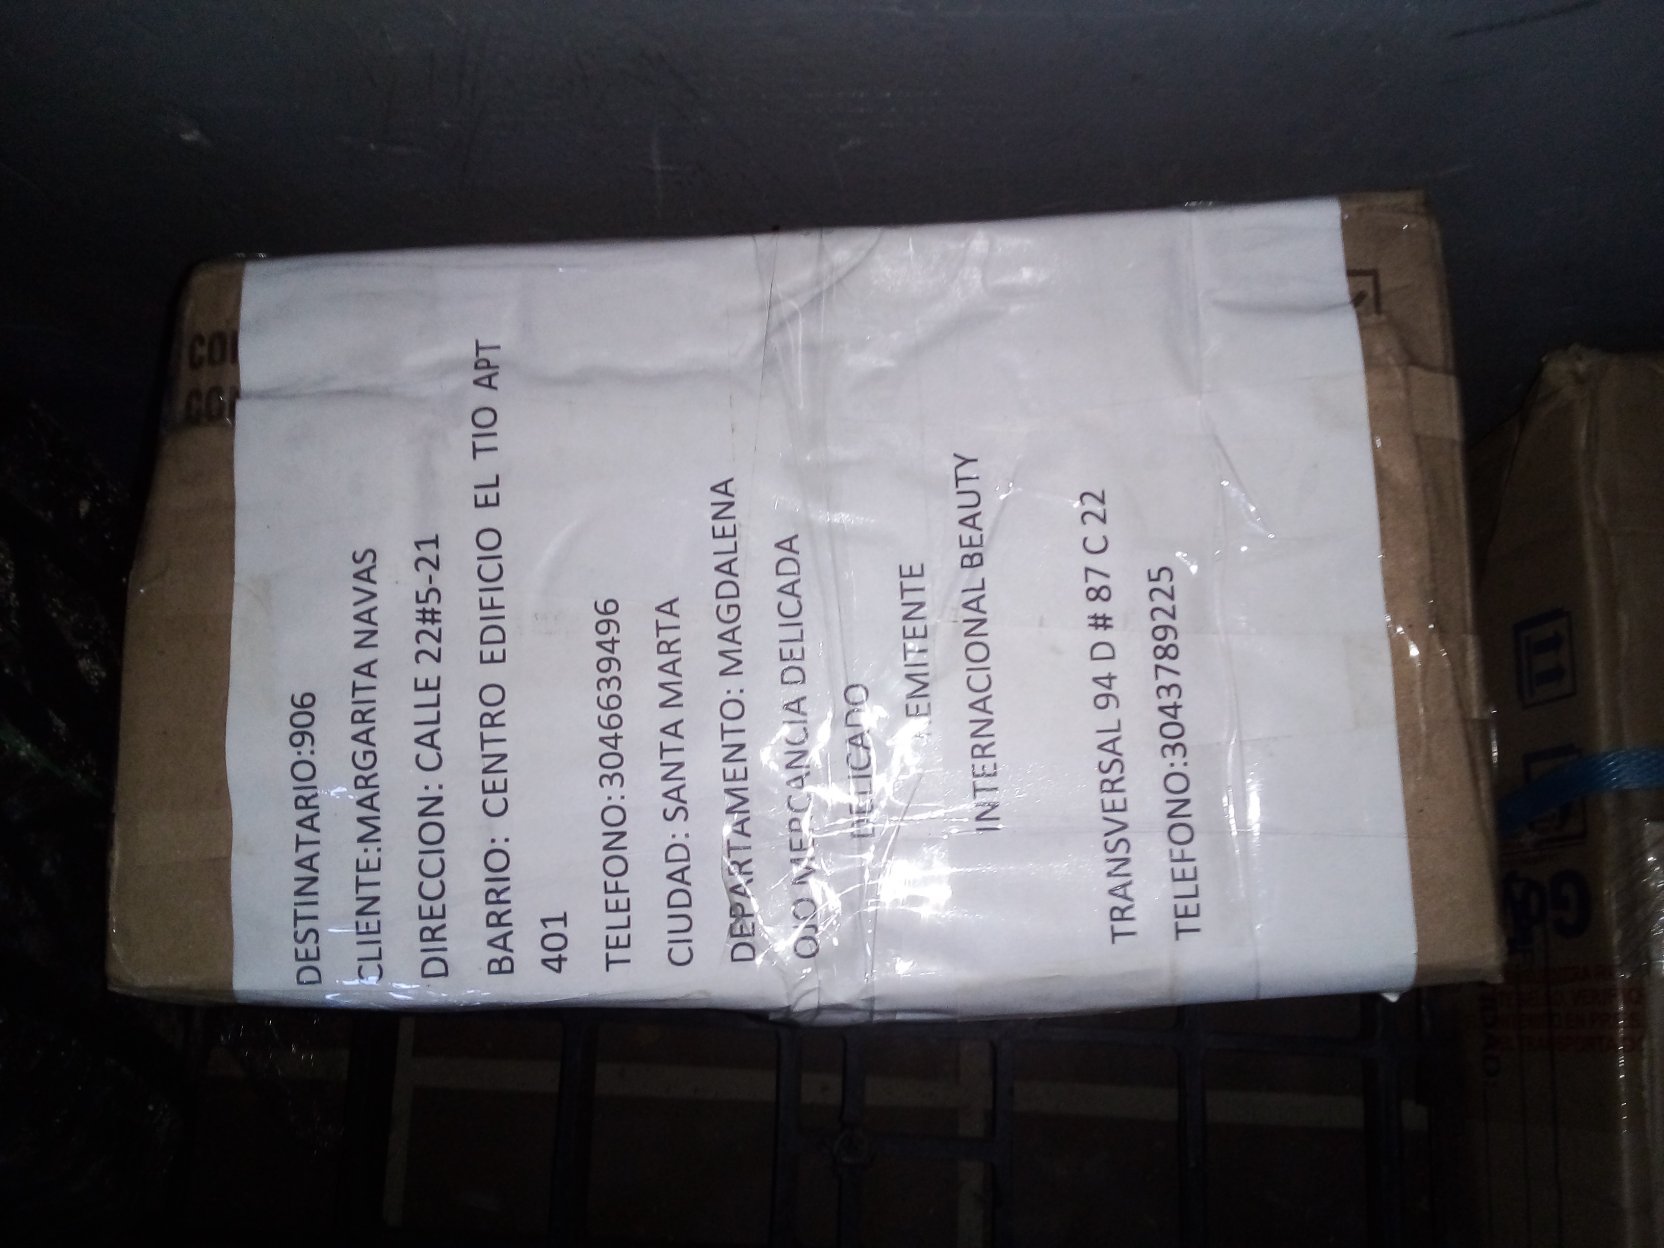 DESTINATARIO:906
CLIENTE:MARGARITA NAVAS
DIRECCION: CALLE 22#5-21
BARRIO: CENTRO EDIFICIO EL TIO APT
401
TELEFONO:3046639496
CIUDAD: SANTA MARTA
DEPARTAMENTO: MAGDALENA
OJO MERCANCIA DELICADA
DELICADO
REMITENTE
INTERNACIONAL BEAUTY
TRANSVERSAL 94 D # 87 C 22
TELEFONO:3043789225